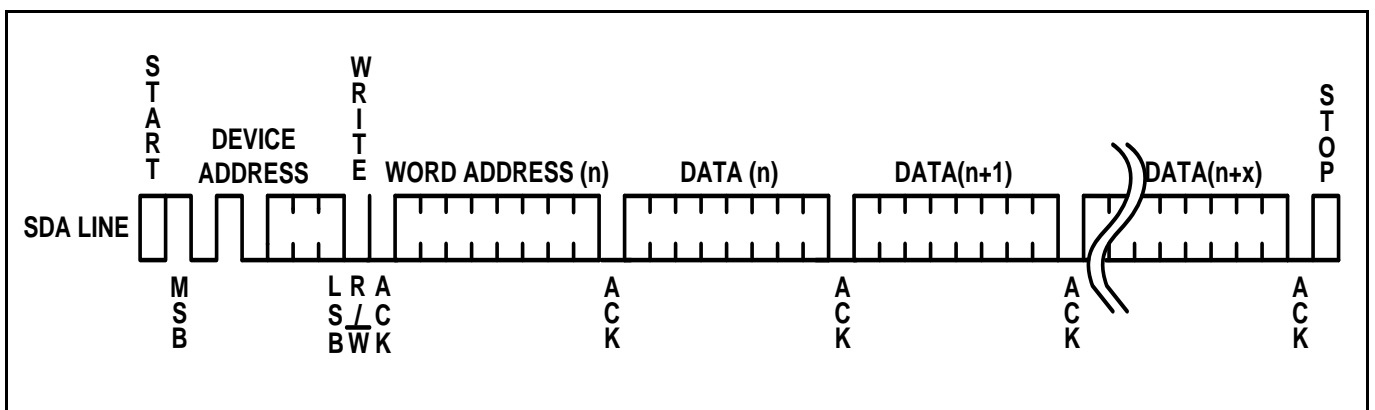 START
WRITE
STOP
DEVICE
ADDRESS
WORD ADDRESS (n)
DATA (n)
DATA(n+1)
DATA(n+x)
SDA LINE
MSB
LSB
R/W
ACK
ACK
ACK
ACK
ACK